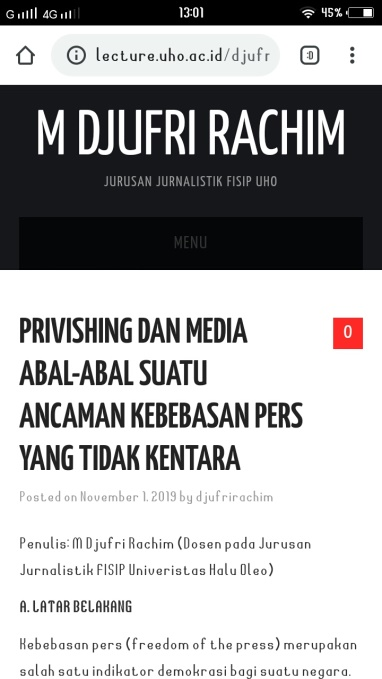 G 4G 13:01 45%
lecture.uho.ac.id/djufr :D
M DJUFRI RACHIM
JURUSAN JURNALISTIK FISIP UHO
MENU
PRIVISHING DAN MEDIA
0
ABAL-ABAL SUATU
ANCAMAN KEBEBASAN PERS
YANG TIDAK KENTARA
Posted on November 1, 2019 by djufrirachim
Penulis: M Djufri Rachim (Dosen pada Jurusan
Jurnalistik FISIP Univeristas Halu Oleo)
A. LATAR BELAKANG
Kebebasan pers (freedom of the press) merupakan
salah satu indikator demokrasi bagi suatu negara.